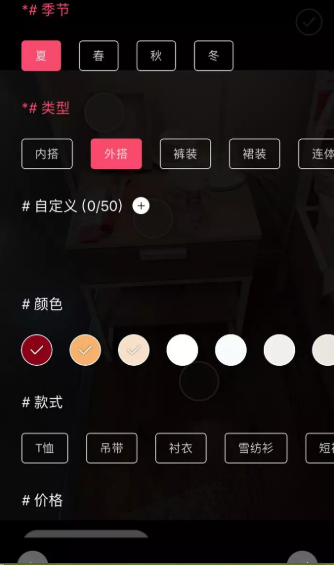 *# 季节
夏 春 秋 冬
*# 类型
内搭 外搭 裤装 裙装 连体
# 自定义 (0/50) +
# 颜色
# 款式
T恤 吊带 衬衣 雪纺衫
# 价格